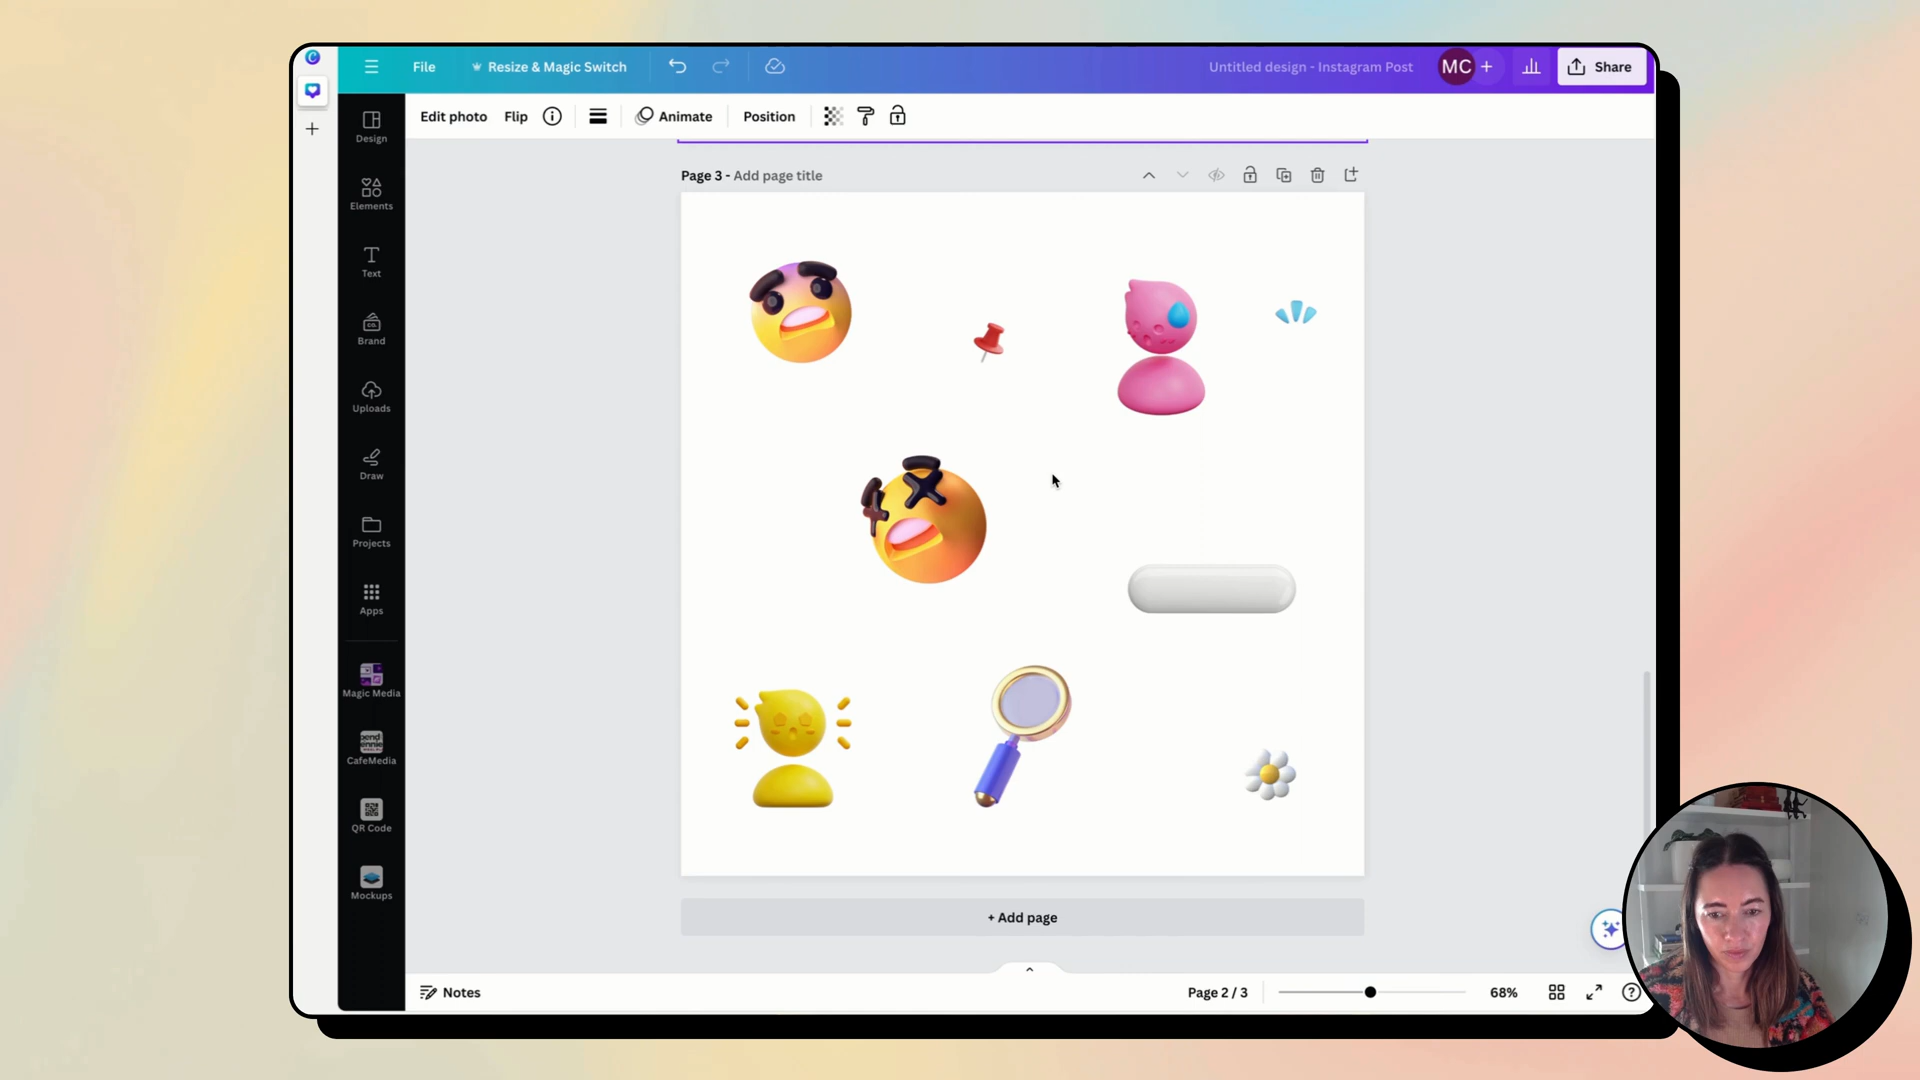 File
Resize & Magic Switch
Untitled design - Instagram Post
MC
Share
Edit photo
Flip
Animate
Position
Design
Elements
Text
Brand
Uploads
Draw
Projects
Apps
Magic Media
CafeMedia
QR Code
Mockups
Page 3 - Add page title
+ Add page
Notes
Page 2 / 3
68%